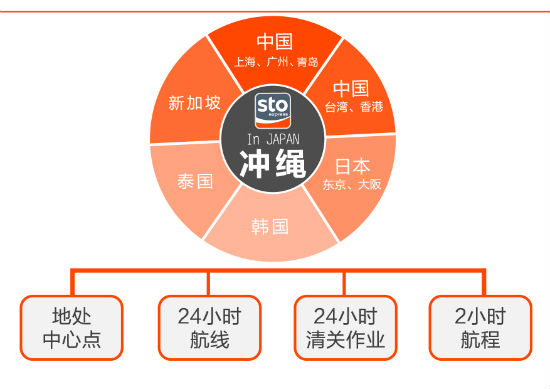 中国
上海、广州、青岛
中国
台湾、香港
新加坡
sto
express
In JAPAN
冲绳
日本
东京、大阪
泰国
韩国
地处
中心点
24小时
航线
24小时
清关作业
2小时
航程